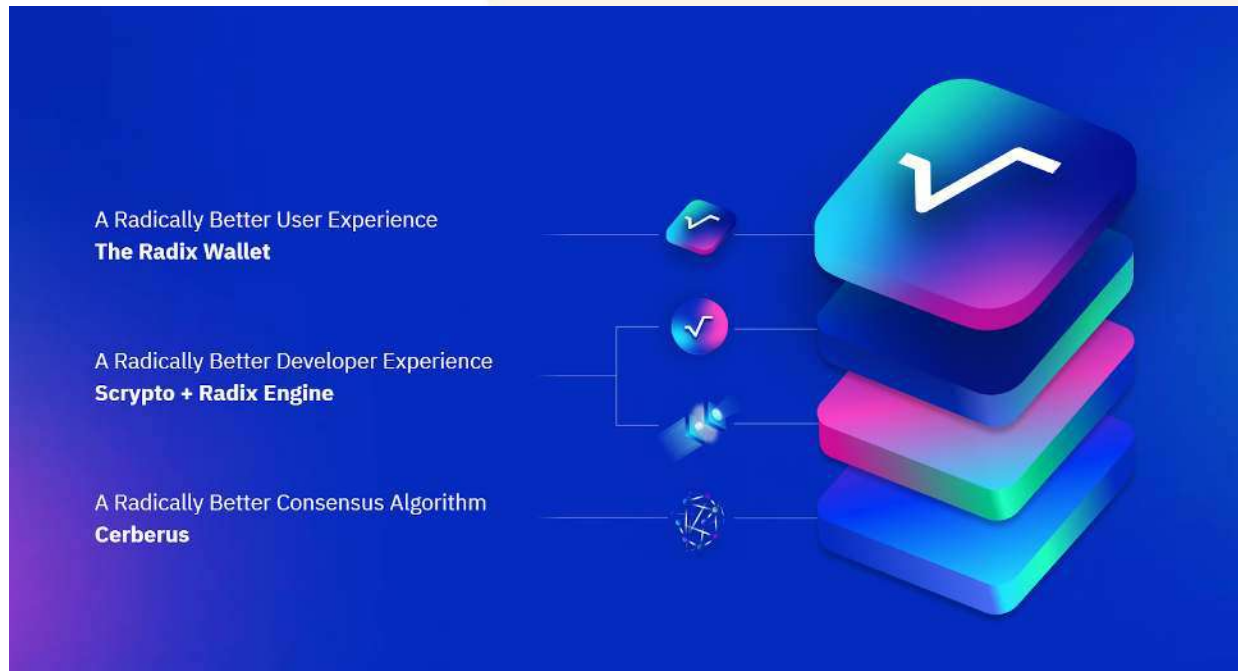 A Radically Better User Experience
The Radix Wallet
A Radically Better Developer Experience
Scrypto + Radix Engine
A Radically Better Consensus Algorithm
Cerberus